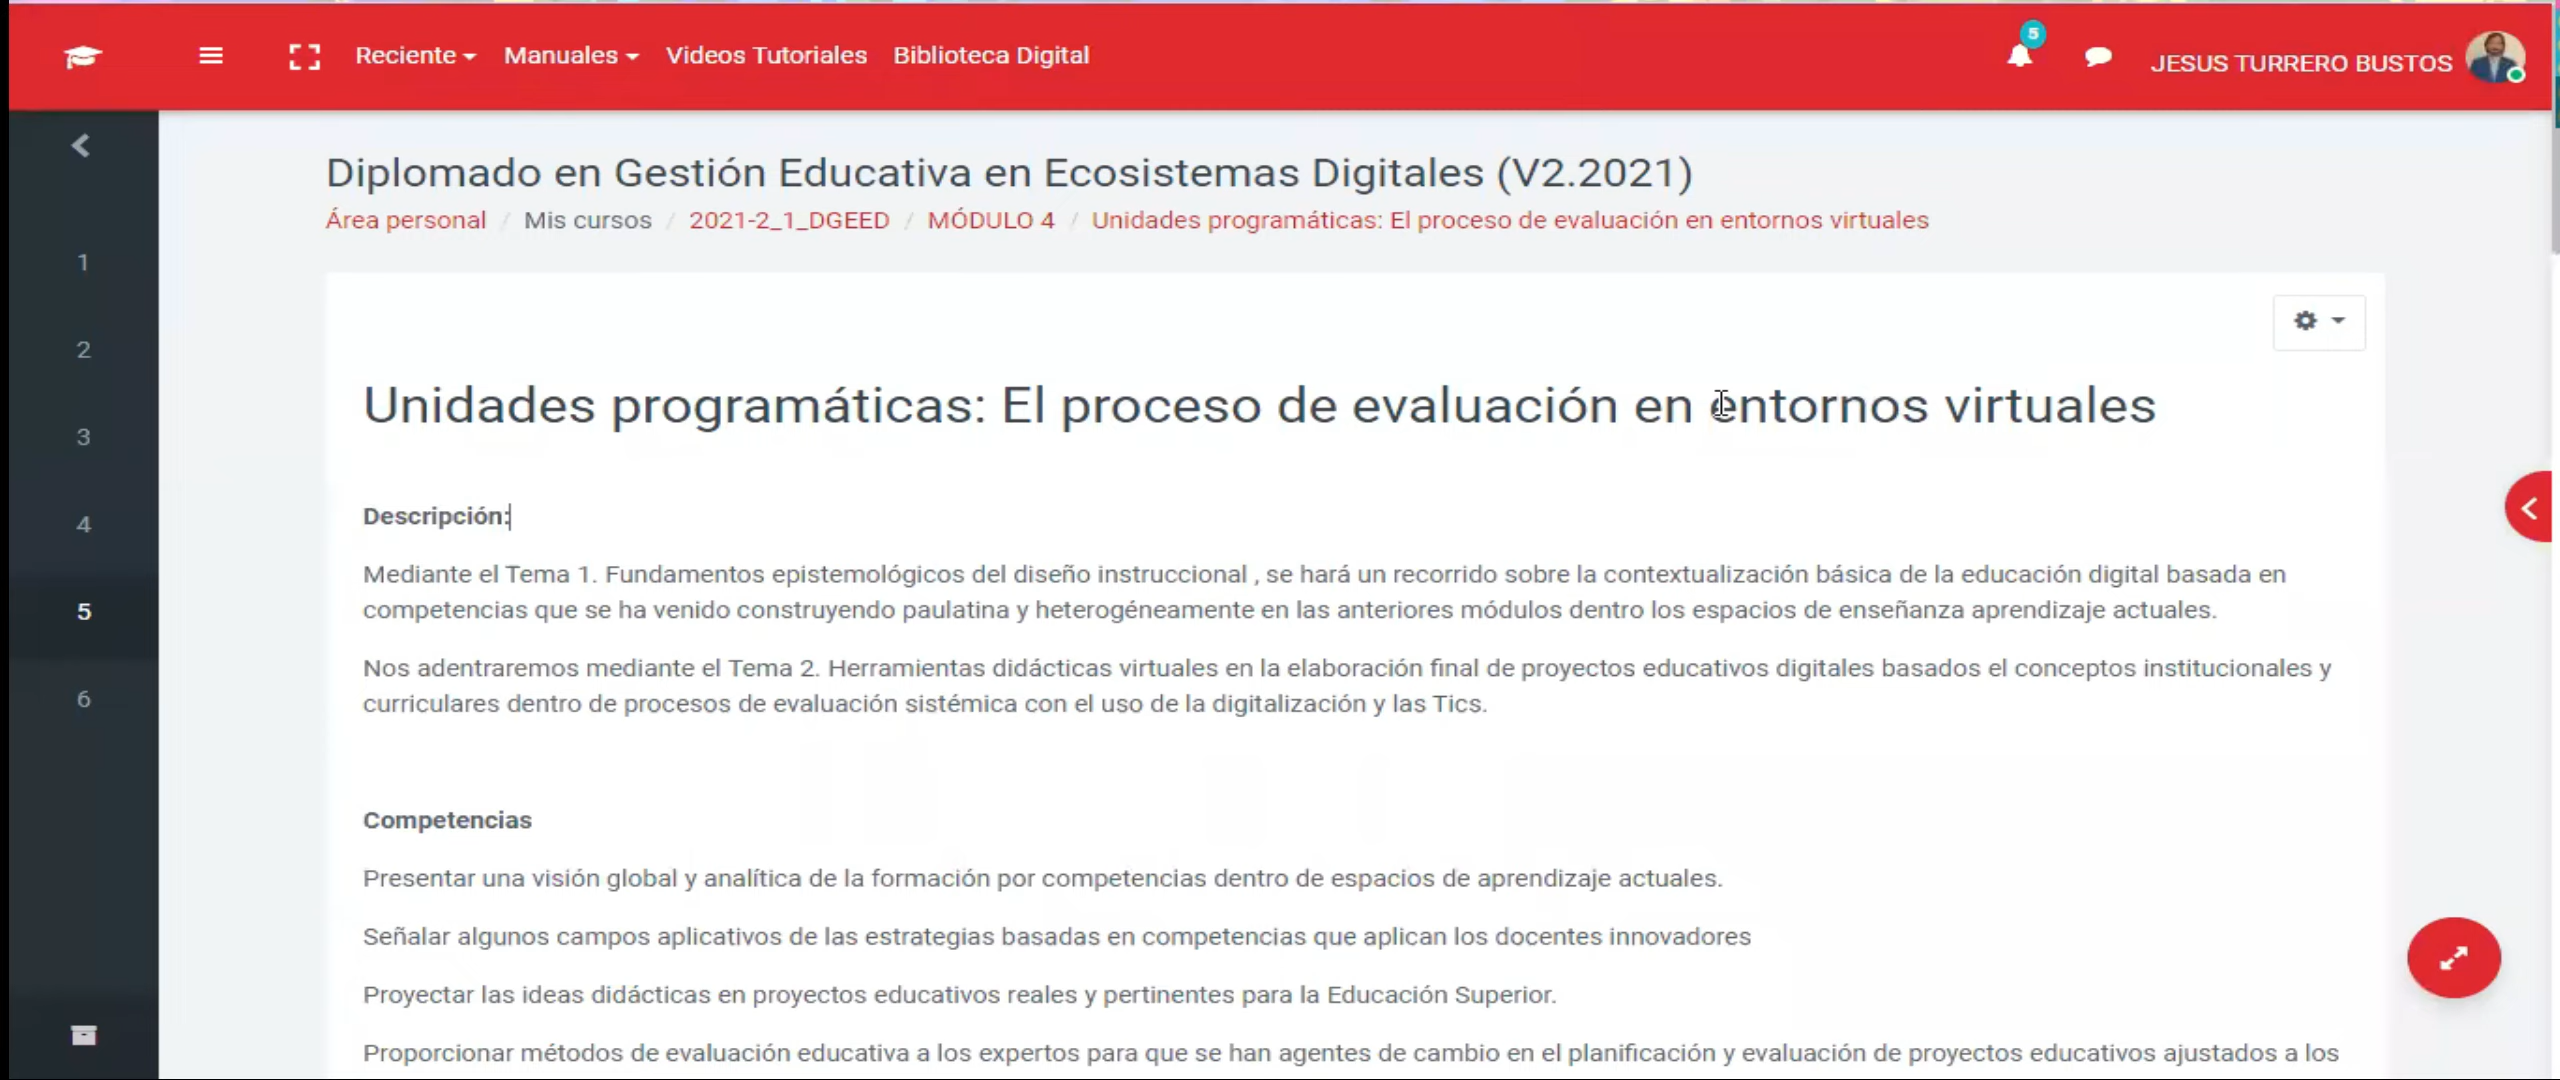 Reciente Manuales Videos Tutoriales Biblioteca Digital 5 JESUS TURRERO BUSTOS
Diplomado en Gestión Educativa en Ecosistemas Digitales (V2.2021)
Área personal / Mis cursos / 2021-2_1_DGEED / MÓDULO 4 / Unidades programáticas: El proceso de evaluación en entornos virtuales
1
2
3
4
5
6
Unidades programáticas: El proceso de evaluación en entornos virtuales
Descripción:
Mediante el Tema 1. Fundamentos epistemológicos del diseño instruccional , se hará un recorrido sobre la contextualización básica de la educación digital basada en
competencias que se ha venido construyendo paulatina y heterogéneamente en las anteriores módulos dentro los espacios de enseñanza aprendizaje actuales.
Nos adentraremos mediante el Tema 2. Herramientas didácticas virtuales en la elaboración final de proyectos educativos digitales basados el conceptos institucionales y
curriculares dentro de procesos de evaluación sistémica con el uso de la digitalización y las Tics.
Competencias
Presentar una visión global y analítica de la formación por competencias dentro de espacios de aprendizaje actuales.
Señalar algunos campos aplicativos de las estrategias basadas en competencias que aplican los docentes innovadores
Proyectar las ideas didácticas en proyectos educativos reales y pertinentes para la Educación Superior.
Proporcionar métodos de evaluación educativa a los expertos para que se han agentes de cambio en el planificación y evaluación de proyectos educativos ajustados a los